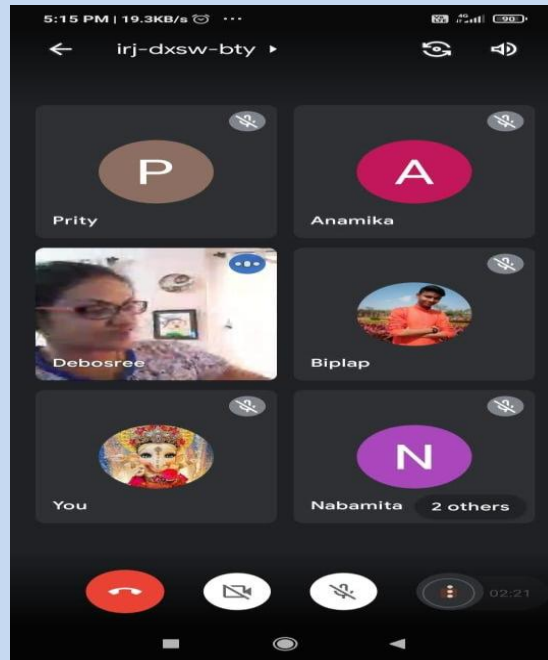 5:15 PM | 19.3KB/s
4G
90
irj-dxsw-bty
P
A
Prity
Anamika
Debosree
Biplap
N
You
Nabamita
2 others
02:21